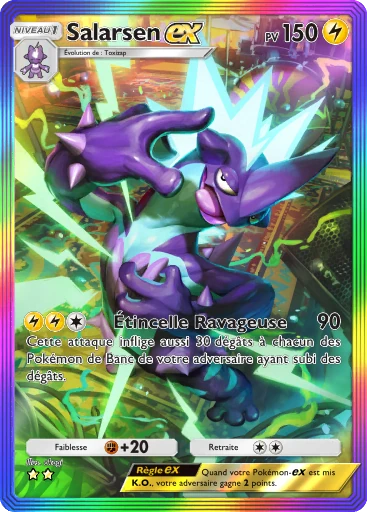 NIVEAU 1
Salarsen ex
PV 150
Évolution de : Toxizap
Étincelle Ravageuse 90
Cette attaque inflige aussi 30 dégâts à chacun des
Pokémon de Banc de votre adversaire ayant subi des
dégâts.
Faiblesse +20 Retraite
Règle ex Quand votre Pokémon-ex est mis
K.O., votre adversaire gagne 2 points.